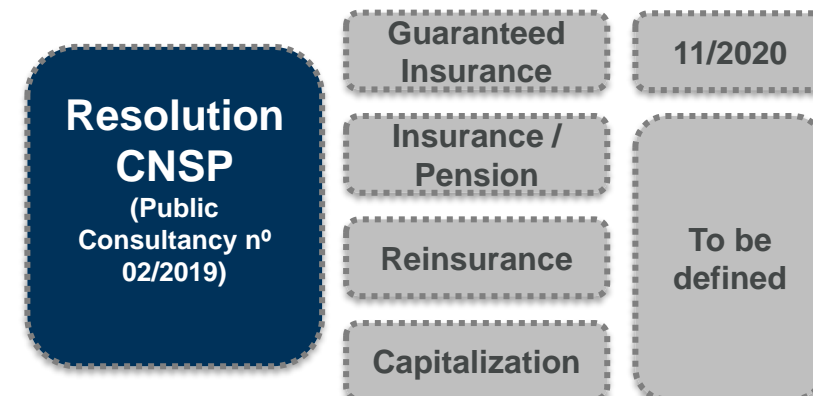 Resolution
CNSP
(Public
Consultancy nº
02/2019)
Guaranteed
Insurance
11/2020
Insurance /
Pension
Reinsurance
Capitalization
To be
defined